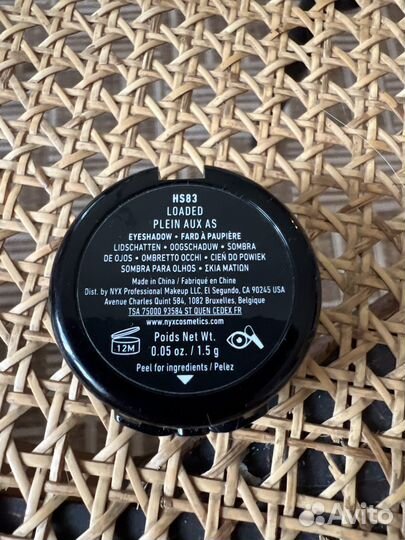 HS83
LOADED
PLEIN AUX AS
EYESHADOW • FARD À PAUPIÈRE
LIDSCHATTEN • OOGSCHADUW • SOMBRA
DE OJOS • OMBRETTO OCCHI • CIEN DO POWIEK
SOMBRA PARA OLHOS • ΣΚΙΑ ΜΑΤΙΟΝ
Made in China / Fabriqué en Chine
Dist. by NYX Professional Makeup LLC, El Segundo, CA 90245 USA
Avenue Charles Quint 584, 1082 Bruxelles, Belgique
TSA 75000 93584 ST OUEN CEDEX FR
www.nyxcosmetics.com
12M
Poids Net Wt.
0.05 oz. / 1.5 g
Peel for ingredients / Pelez
Avito